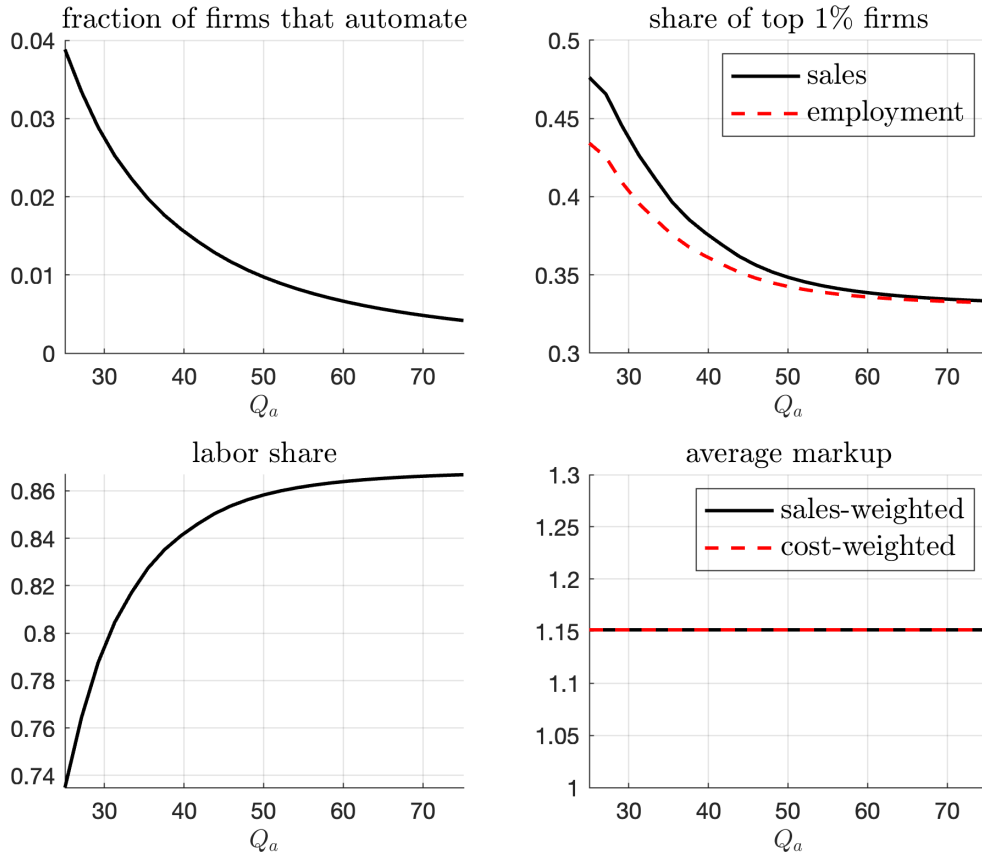 fraction of firms that automate
0.04
0.03
0.02
0.01
0
30 40 50 60 70
Q_a
share of top 1% firms
0.5
0.45
0.4
0.35
0.3
sales
employment
30 40 50 60 70
Q_a
labor share
0.86
0.84
0.82
0.8
0.78
0.76
0.74
30 40 50 60 70
Q_a
average markup
1.3
1.25
1.2
1.15
1.1
1.05
1
sales-weighted
cost-weighted
30 40 50 60 70
Q_a